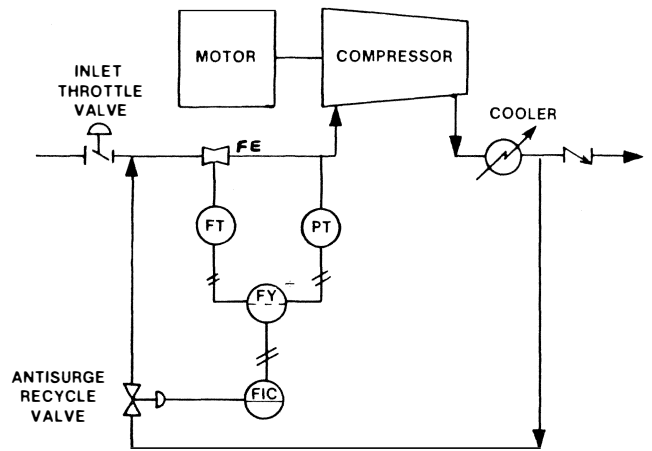 MOTOR
COMPRESSOR
INLET
THROTTLE
VALVE
COOLER
FE
FT
PT
FY
FIC
ANTISURGE
RECYCLE
VALVE